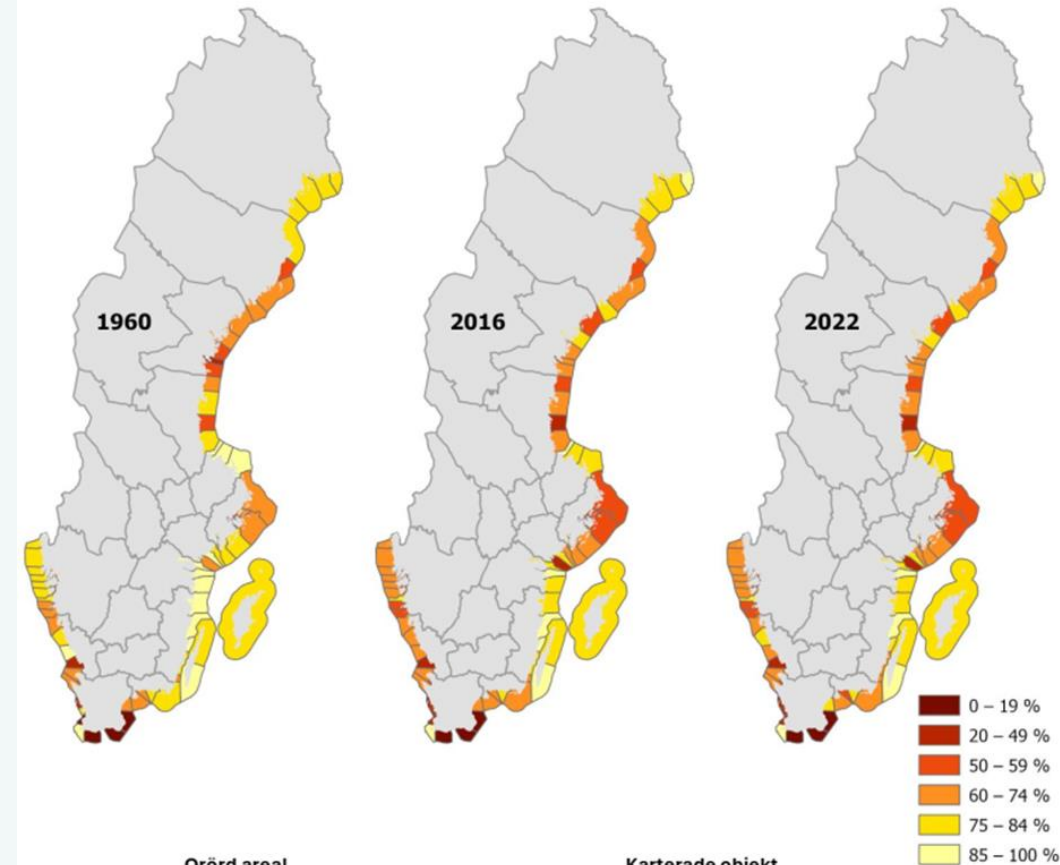 1960
2016
2022
0 – 19 %
20 – 49 %
50 – 59 %
60 – 74 %
75 – 84 %
85 – 100 %
Orörd areal
Karterade objekt